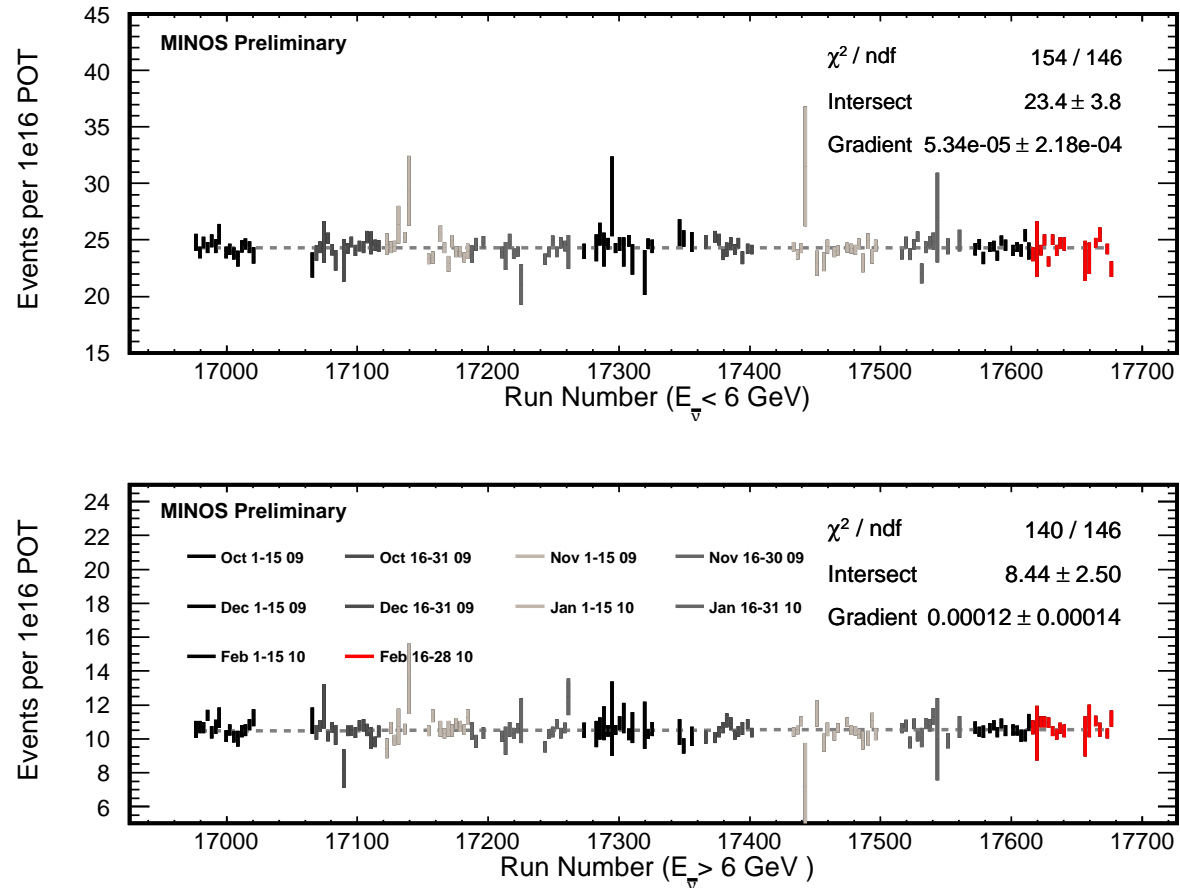 Events per 1e16 POT
45
40
35
30
25
20
15
MINOS Preliminary
χ² / ndf 154 / 146
Intersect 23.4 ± 3.8
Gradient 5.34e-05 ± 2.18e-04
17000 17100 17200 17300 17400 17500 17600 17700
Run Number (E_ν̅ < 6 GeV)
Events per 1e16 POT
24
22
20
18
16
14
12
10
8
6
MINOS Preliminary
χ² / ndf 140 / 146
Intersect 8.44 ± 2.50
Gradient 0.00012 ± 0.00014
Oct 1-15 09 Oct 16-31 09 Nov 1-15 09 Nov 16-30 09
Dec 1-15 09 Dec 16-31 09 Jan 1-15 10 Jan 16-31 10
Feb 1-15 10 Feb 16-28 10
17000 17100 17200 17300 17400 17500 17600 17700
Run Number (E_ν̅ > 6 GeV )